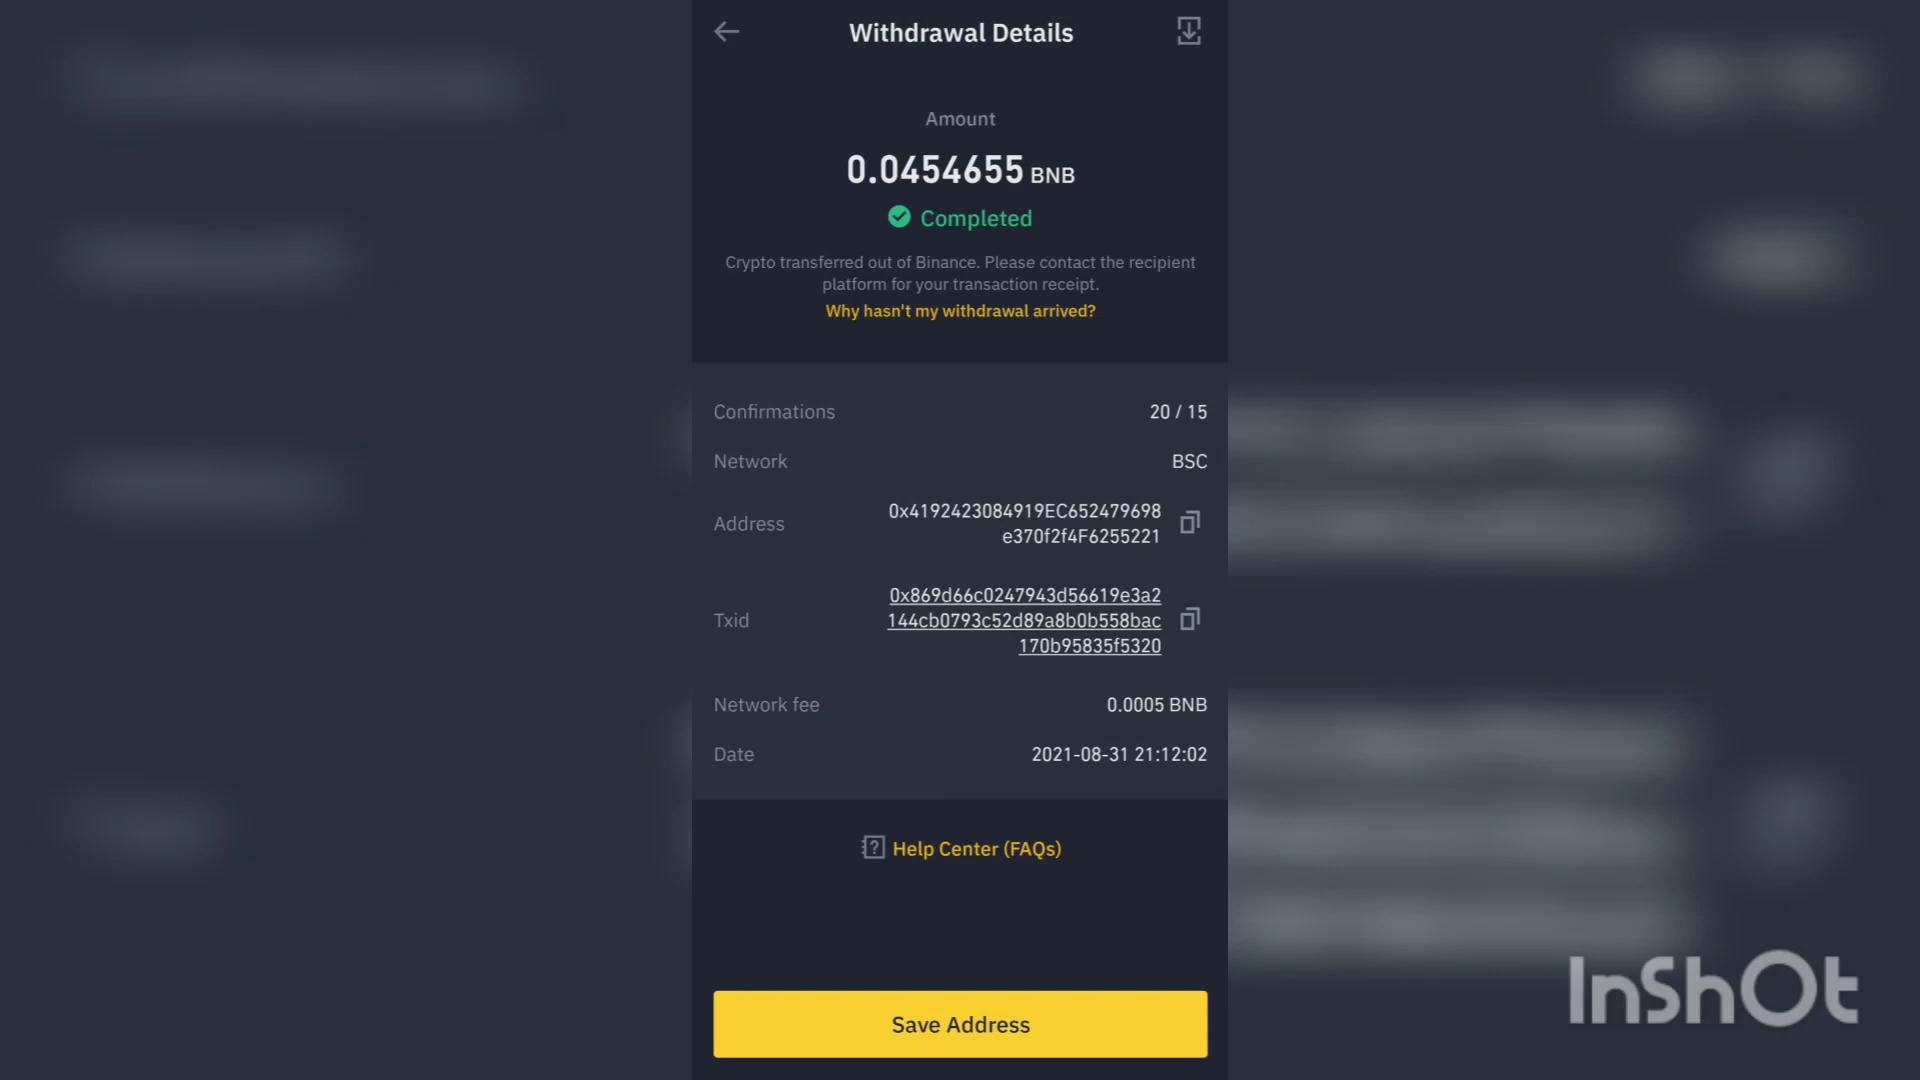 Withdrawal Details
Amount
0.0454655 BNB
Completed
Crypto transferred out of Binance. Please contact the recipient
platform for your transaction receipt.
Why hasn't my withdrawal arrived?
Confirmations 20 / 15
Network BSC
Address 0x4192423084919EC652479698
e370f2f4F6255221
Txid 0x869d66c0247943d56619e3a2
144cb0793c52d89a8b0b558bac
170b95835f5320
Network fee 0.0005 BNB
Date 2021-08-31 21:12:02
Help Center (FAQs)
Save Address
InShOt